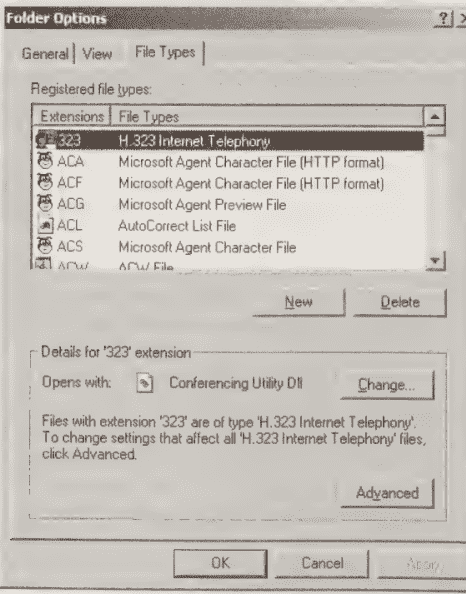 Folder Options
General View File Types
Registered file types:
Extensions File Types
323 H.323 Internet Telephony
ACA Microsoft Agent Character File (HTTP format)
ACF Microsoft Agent Character File (HTTP format)
ACG Microsoft Agent Preview File
ACL AutoCorrect List File
ACS Microsoft Agent Character File
ACW ACW File
New Delete
Details for '323' extension
Opens with: Conferencing Utility Dll Change...
Files with extension '323' are of type 'H.323 Internet Telephony'.
To change settings that affect all 'H.323 Internet Telephony' files,
click Advanced.
Advanced
OK Cancel Apply